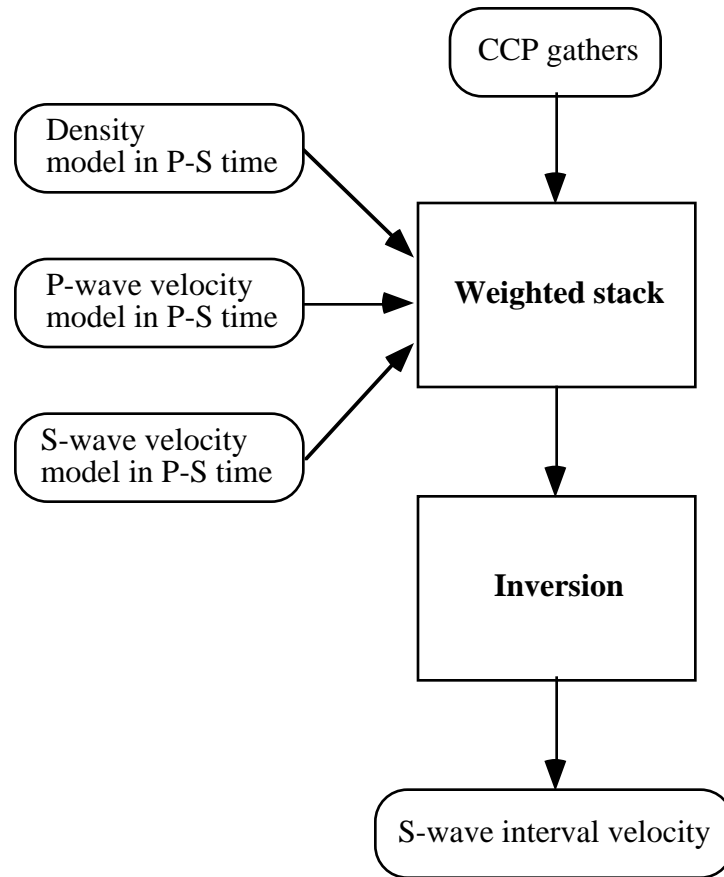 CCP gathers
Density
model in P-S time
P-wave velocity
model in P-S time
Weighted stack
S-wave velocity
model in P-S time
Inversion
S-wave interval velocity